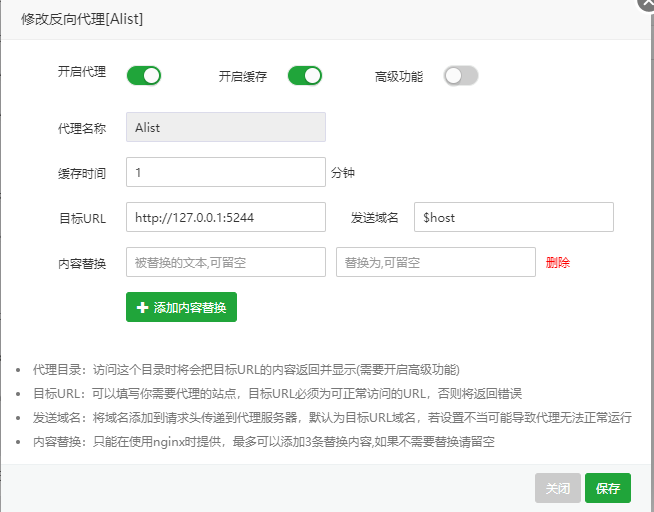 修改反向代理[Alist]
开启代理 开启缓存 高级功能
代理名称 Alist
缓存时间 1 分钟
目标URL http://127.0.0.1:5244 发送域名 $host
内容替换 被替换的文本,可留空 替换为,可留空 删除
添加内容替换
代理目录：访问这个目录时将会把目标URL的内容返回并显示(需要开启高级功能)
目标URL：可以填写你需要代理的站点，目标URL必须为可正常访问的URL，否则将返回错误
发送域名：将域名添加到请求头传递到代理服务器，默认为目标URL域名，若设置不当可能导致代理无法正常运行
内容替换：只能在使用nginx时提供，最多可以添加3条替换内容,如果不需要替换请留空
关闭 保存